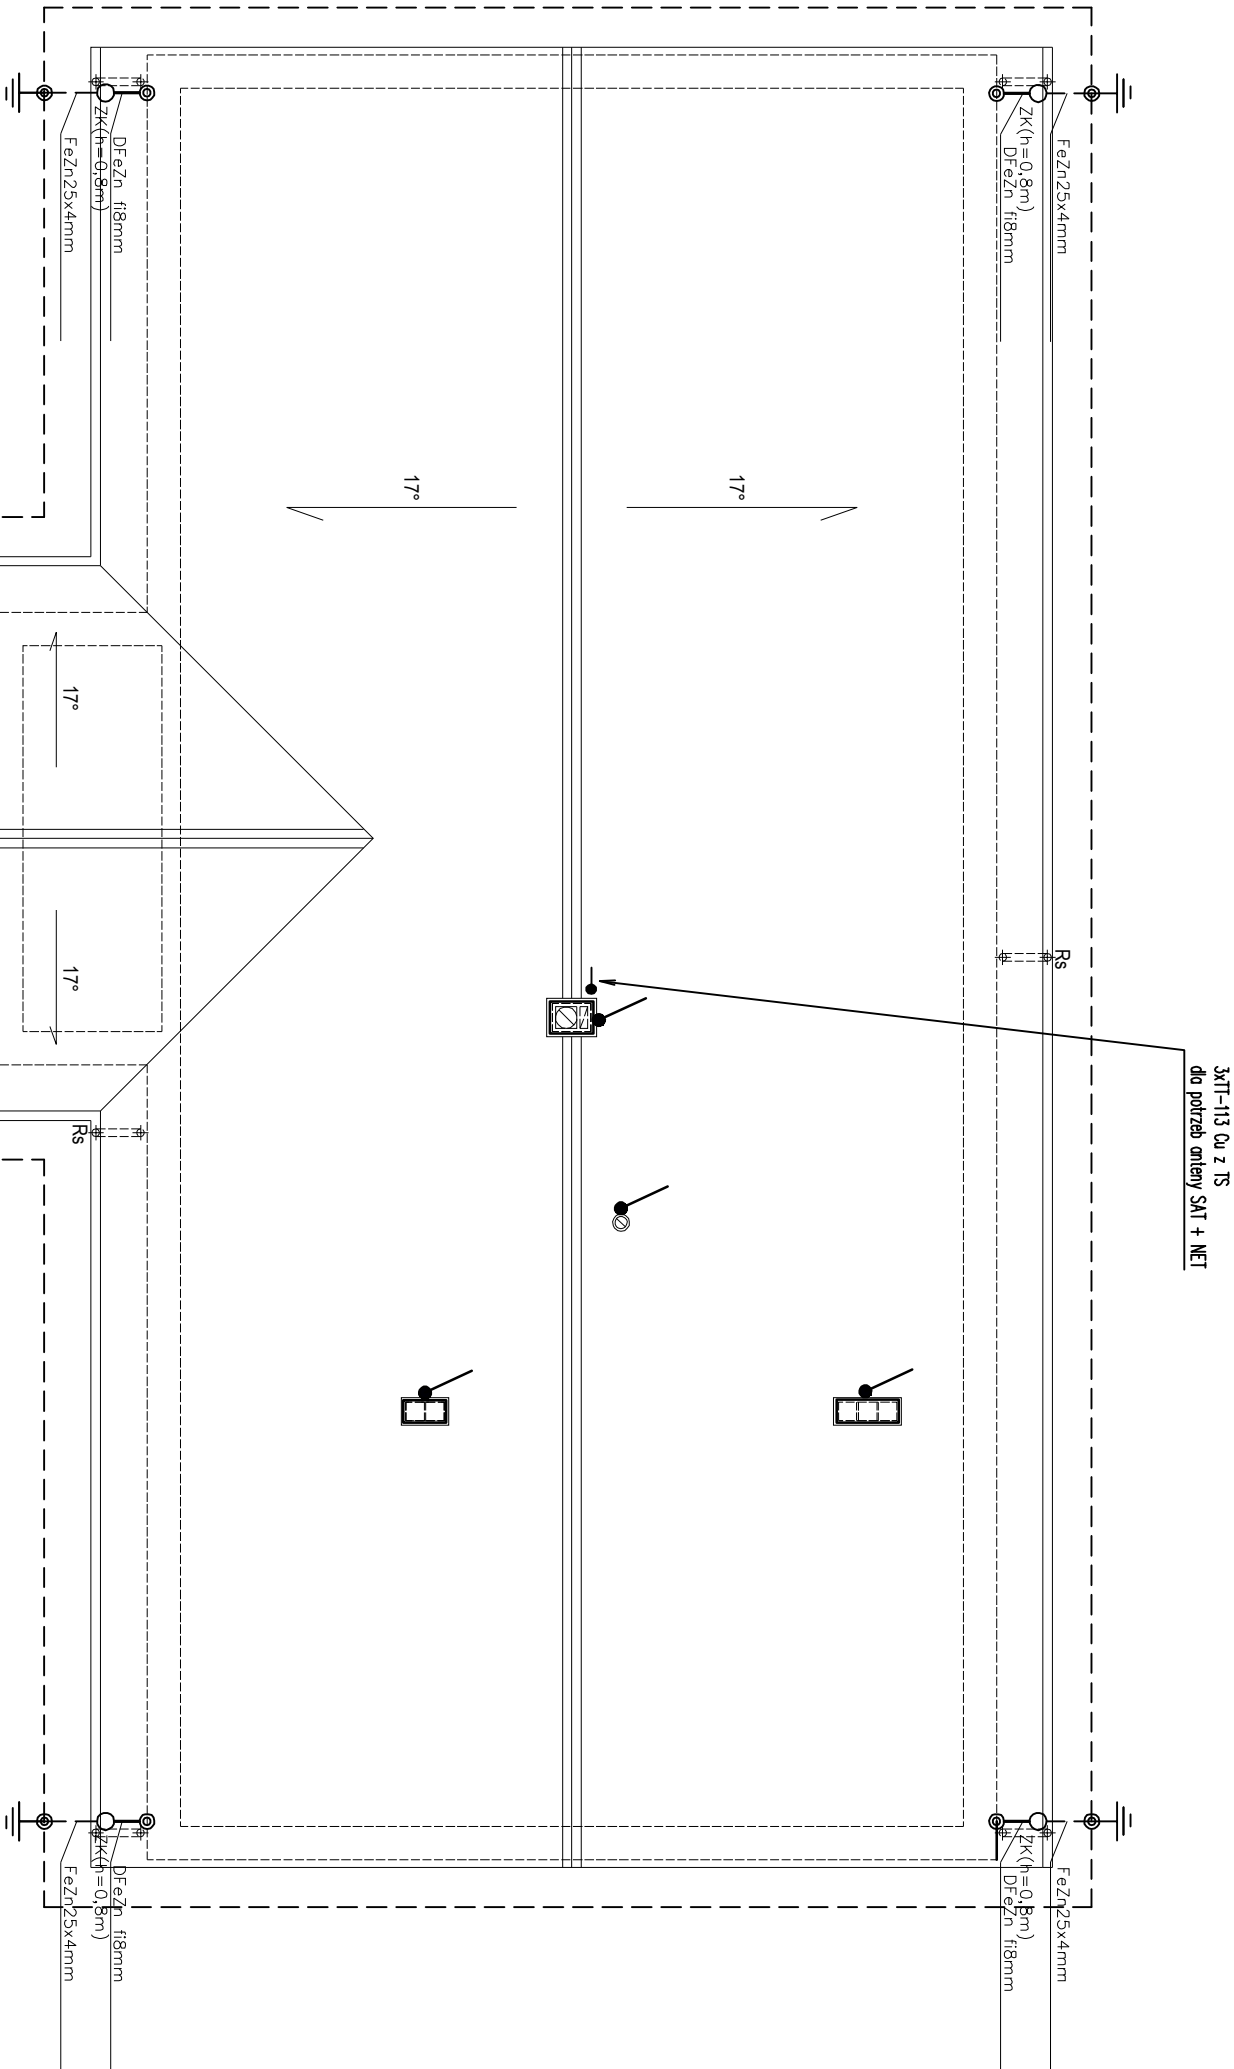 3xTT-113 Cu z TS
dla potrzeb anteny SAT + NET
FeZn25x4mm
ZK(h=0,8m)
DFeZn fi8mm
DFeZn fi8mm
ZK(h=0,8m)
FeZn25x4mm
17°
17°
17°
17°
Rs
Rs
FeZn25x4mm
ZK(h=0,8m)
DFeZn fi8mm
DFeZn fi8mm
ZK(h=0,8m)
FeZn25x4mm